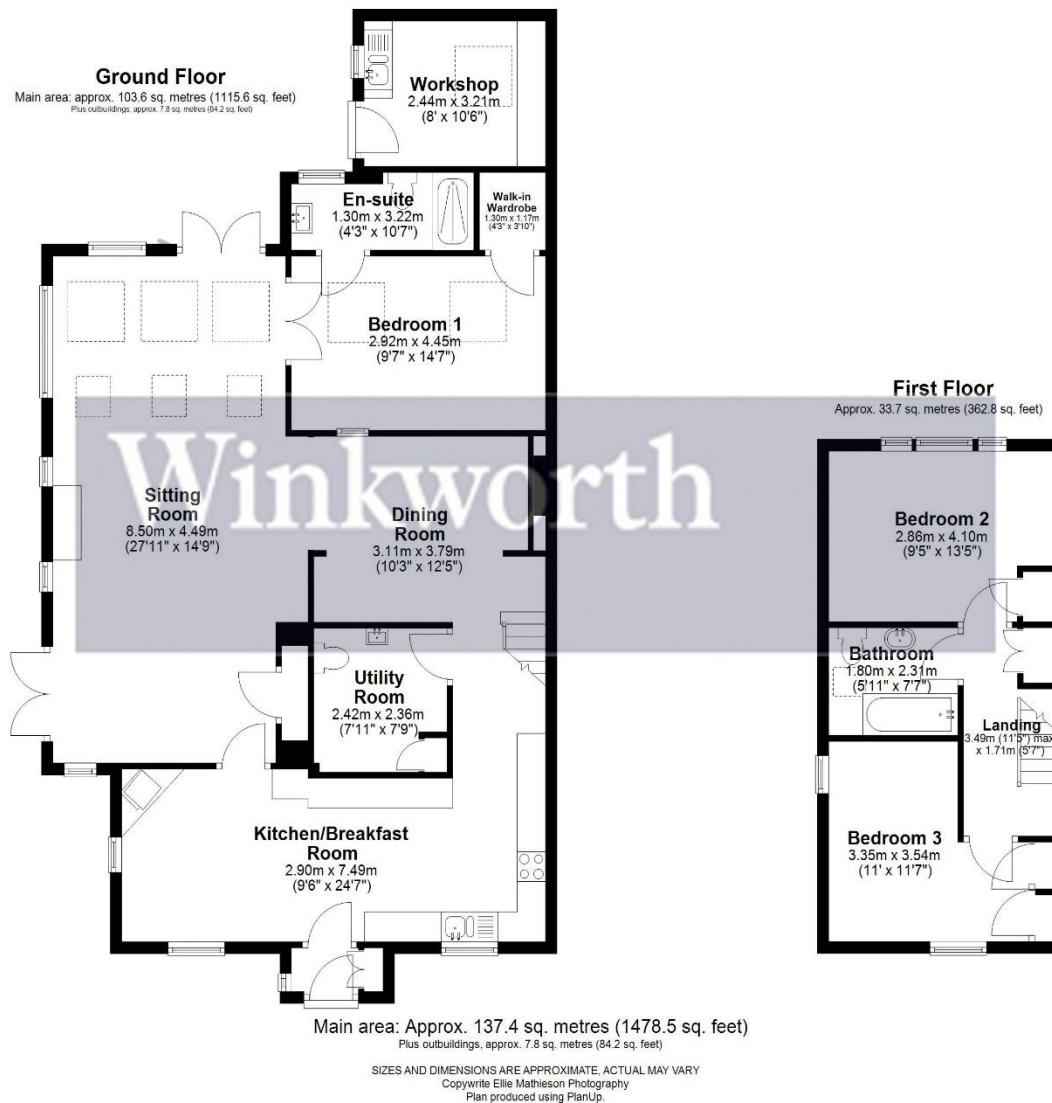 Ground Floor
Main area: approx. 103.6 sq. metres (1115.6 sq. feet)
Plus outbuildings, approx. 7.8 sq. metres (84.2 sq. feet)
Workshop
2.44m x 3.21m
(8' x 10'6")
En-suite
1.30m x 3.22m
(4'3" x 10'7")
Walk-in
Wardrobe
1.30m x 1.17m
(4'3" x 3'10")
Bedroom 1
2.92m x 4.45m
(9'7" x 14'7")
Winkworth
Sitting
Room
8.50m x 4.49m
(27'11" x 14'9")
Dining
Room
3.11m x 3.79m
(10'3" x 12'5")
Utility
Room
2.42m x 2.36m
(7'11" x 7'9")
Kitchen/Breakfast
Room
2.90m x 7.49m
(9'6" x 24'7")
First Floor
Approx. 33.7 sq. metres (362.8 sq. feet)
Bedroom 2
2.86m x 4.10m
(9'5" x 13'5")
Bathroom
1.80m x 2.31m
(5'11" x 7'7")
Landing
3.49m (11'5") max
x 1.71m (5'7")
Bedroom 3
3.35m x 3.54m
(11' x 11'7")
Main area: Approx. 137.4 sq. metres (1478.5 sq. feet)
Plus outbuildings, approx. 7.8 sq. metres (84.2 sq. feet)
SIZES AND DIMENSIONS ARE APPROXIMATE, ACTUAL MAY VARY
Copywrite Ellie Mathieson Photography
Plan produced using PlanUp.